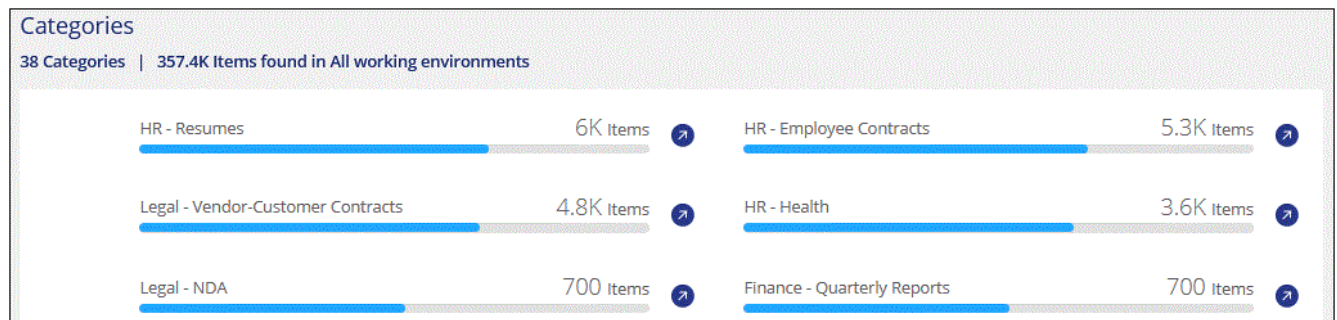 Categories
38 Categories | 357.4K Items found in All working environments
HR - Resumes 6K Items HR - Employee Contracts 5.3K Items
Legal - Vendor-Customer Contracts 4.8K Items HR - Health 3.6K Items
Legal - NDA 700 Items Finance - Quarterly Reports 700 Items